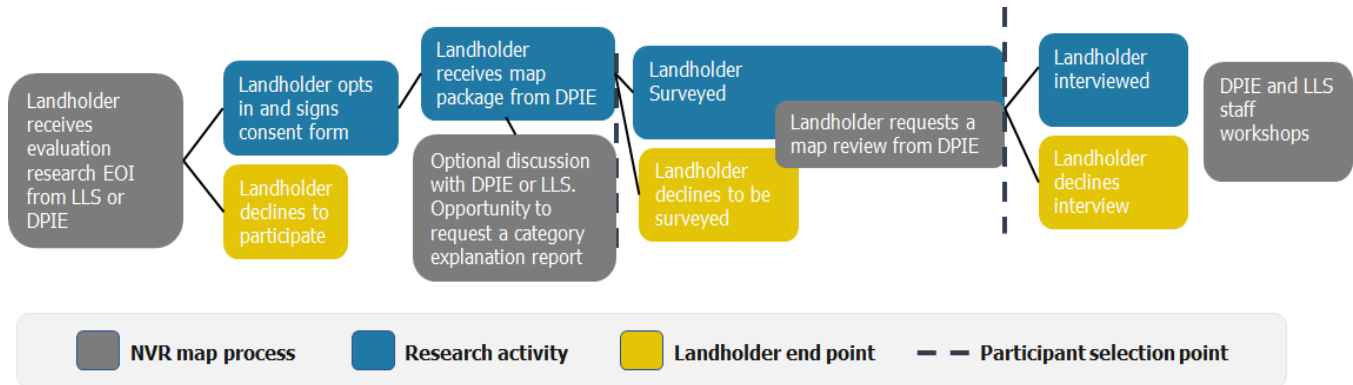 Landholder
receives
evaluation
research EOI
from LLS or
DPIE
Landholder opts
in and signs
consent form
Landholder
declines to
participate
Landholder
receives map
package from DPIE
Optional discussion
with DPIE or LLS.
Opportunity to
request a category
explanation report
Landholder
Surveyed
Landholder requests a
map review from DPIE
Landholder
declines to be
surveyed
Landholder
interviewed
Landholder
declines
interview
DPIE and LLS
staff
workshops
NVR map process
Research activity
Landholder end point
Participant selection point